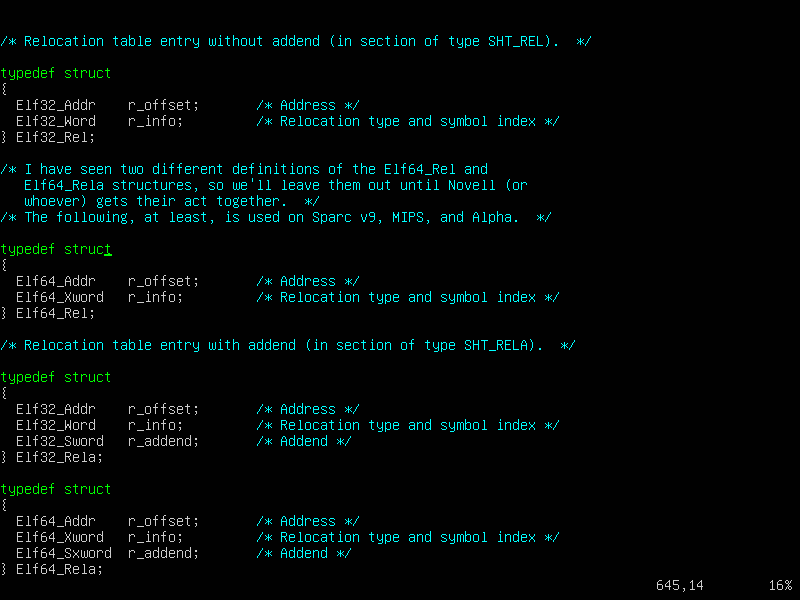 /* Relocation table entry without addend (in section of type SHT_REL).  */
typedef struct
{
  Elf32_Addr    r_offset;       /* Address */
  Elf32_Word    r_info;         /* Relocation type and symbol index */
} Elf32_Rel;
/* I have seen two different definitions of the Elf64_Rel and
   Elf64_Rela structures, so we'll leave them out until Novell (or
   whoever) gets their act together.  */
/* The following, at least, is used on Sparc v9, MIPS, and Alpha.  */
typedef struct
{
  Elf64_Addr    r_offset;       /* Address */
  Elf64_Xword   r_info;         /* Relocation type and symbol index */
} Elf64_Rel;
/* Relocation table entry with addend (in section of type SHT_RELA).  */
typedef struct
{
  Elf32_Addr    r_offset;       /* Address */
  Elf32_Word    r_info;         /* Relocation type and symbol index */
  Elf32_Sword   r_addend;       /* Addend */
} Elf32_Rela;
typedef struct
{
  Elf64_Addr    r_offset;       /* Address */
  Elf64_Xword   r_info;         /* Relocation type and symbol index */
  Elf64_Sxword  r_addend;       /* Addend */
} Elf64_Rela;
645,14        16%